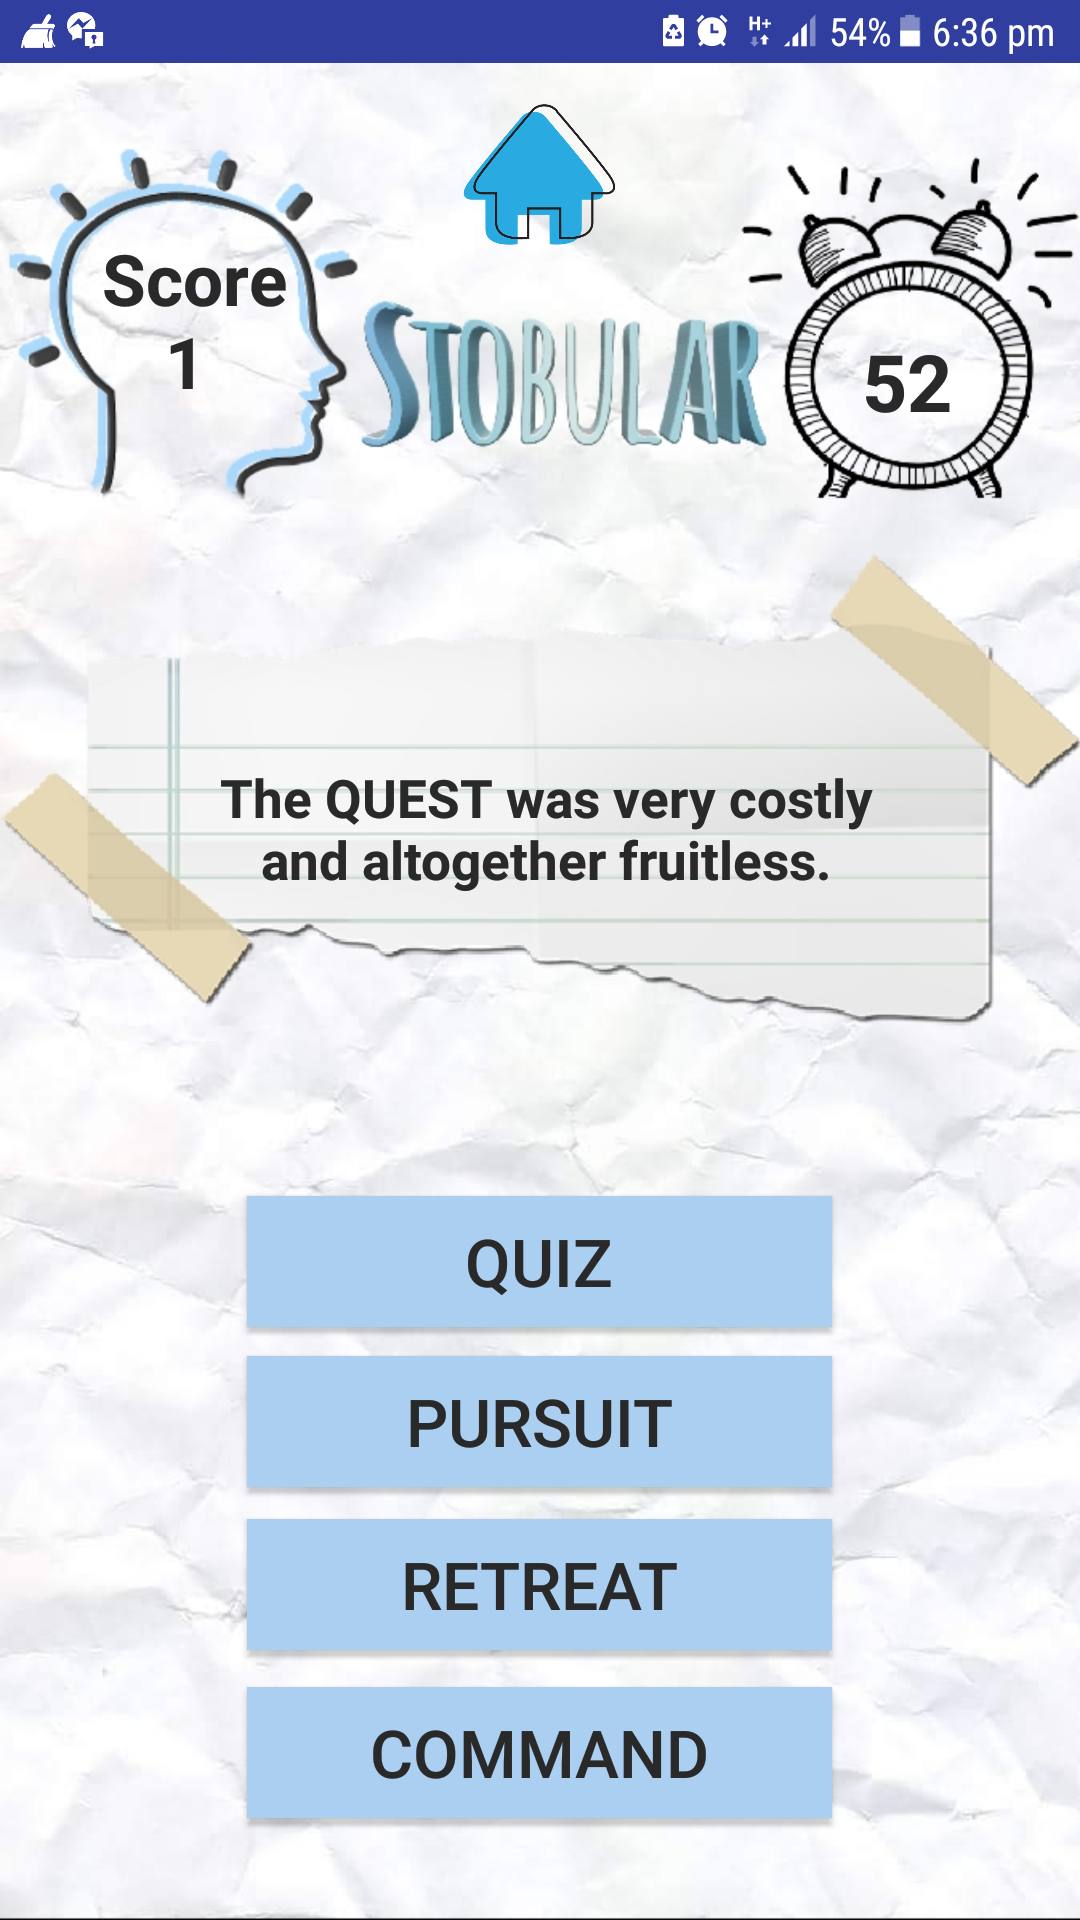 H+ 54% 6:36 pm
Score
1
STOBULAR
52
The QUEST was very costly
and altogether fruitless.
QUIZ
PURSUIT
RETREAT
COMMAND